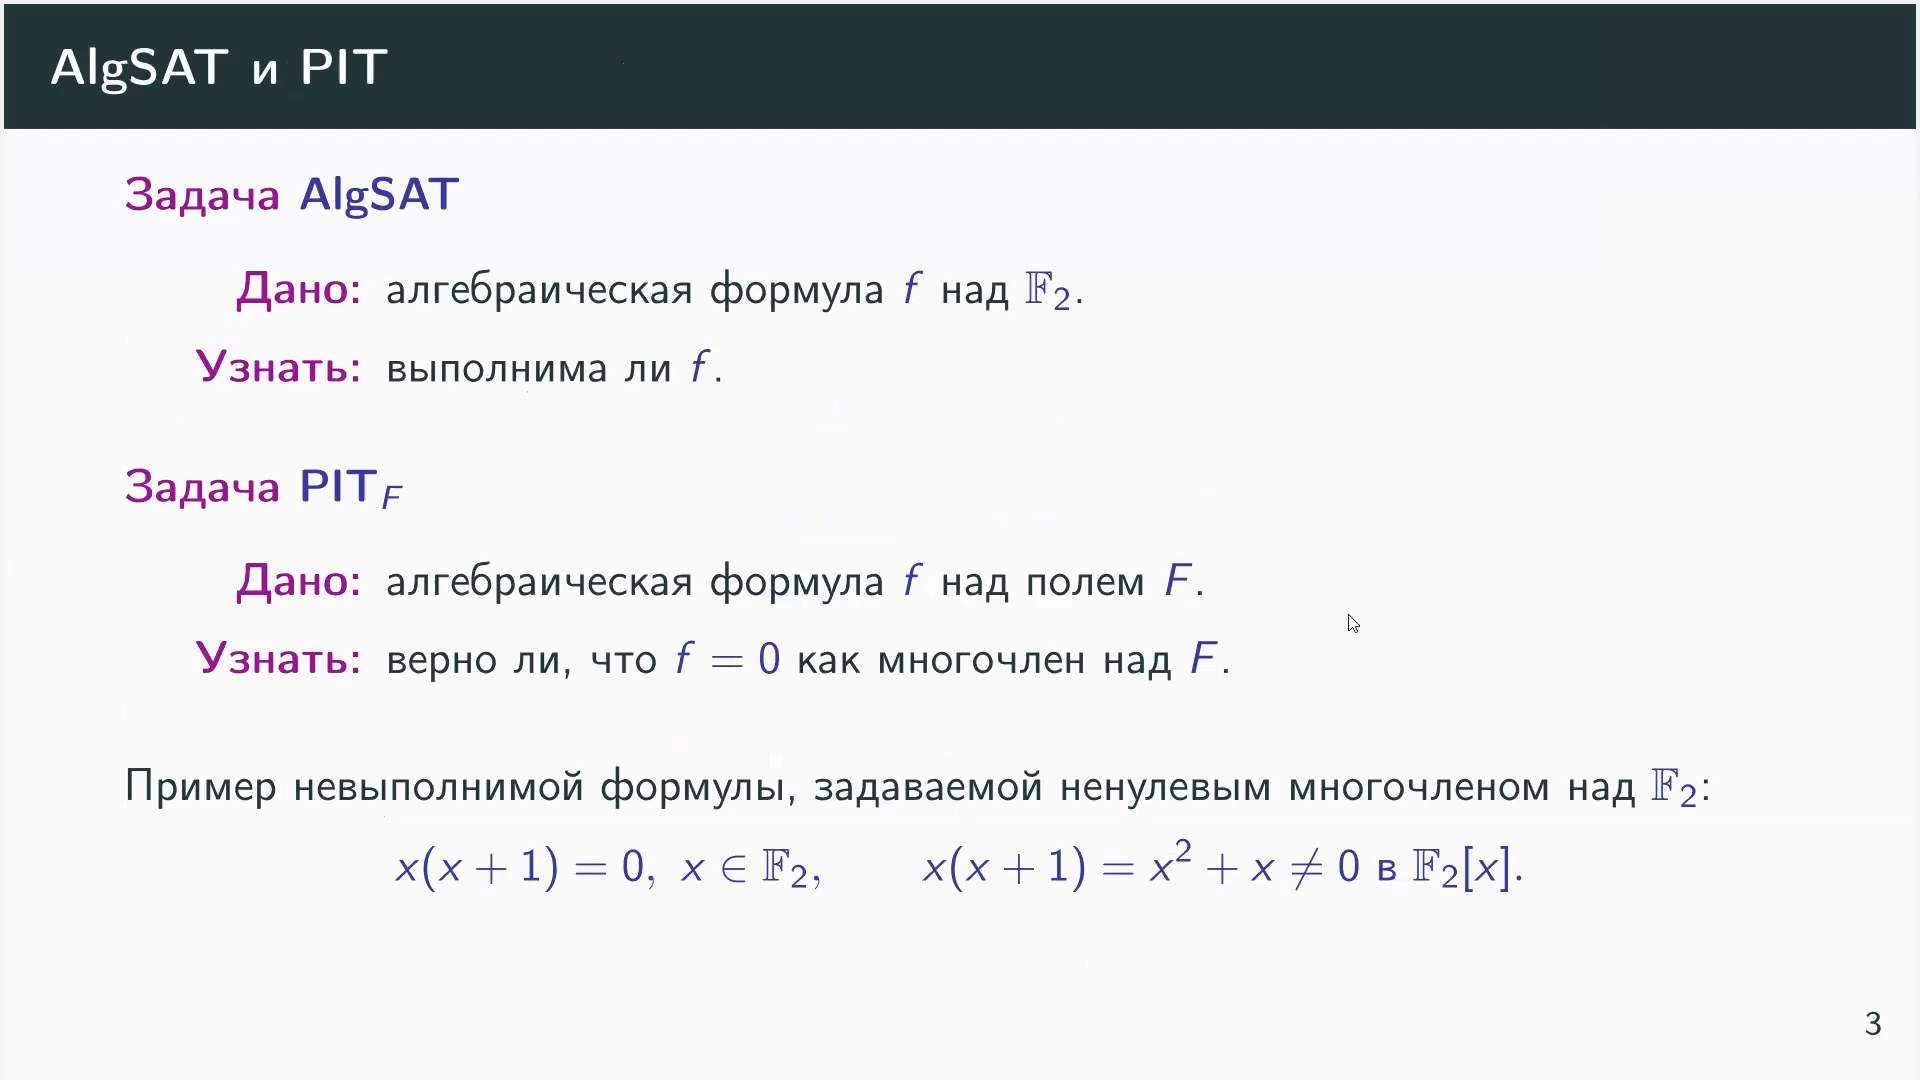 AlgSAT и PIT
Задача AlgSAT
Дано: алгебраическая формула f над 𝔽₂.
Узнать: выполнима ли f.
Задача PIT_F
Дано: алгебраическая формула f над полем F.
Узнать: верно ли, что f = 0 как многочлен над F.
Пример невыполнимой формулы, задаваемой ненулевым многочленом над 𝔽₂:
x(x + 1) = 0, x ∈ 𝔽₂, x(x + 1) = x² + x ≠ 0 в 𝔽₂[x].
3